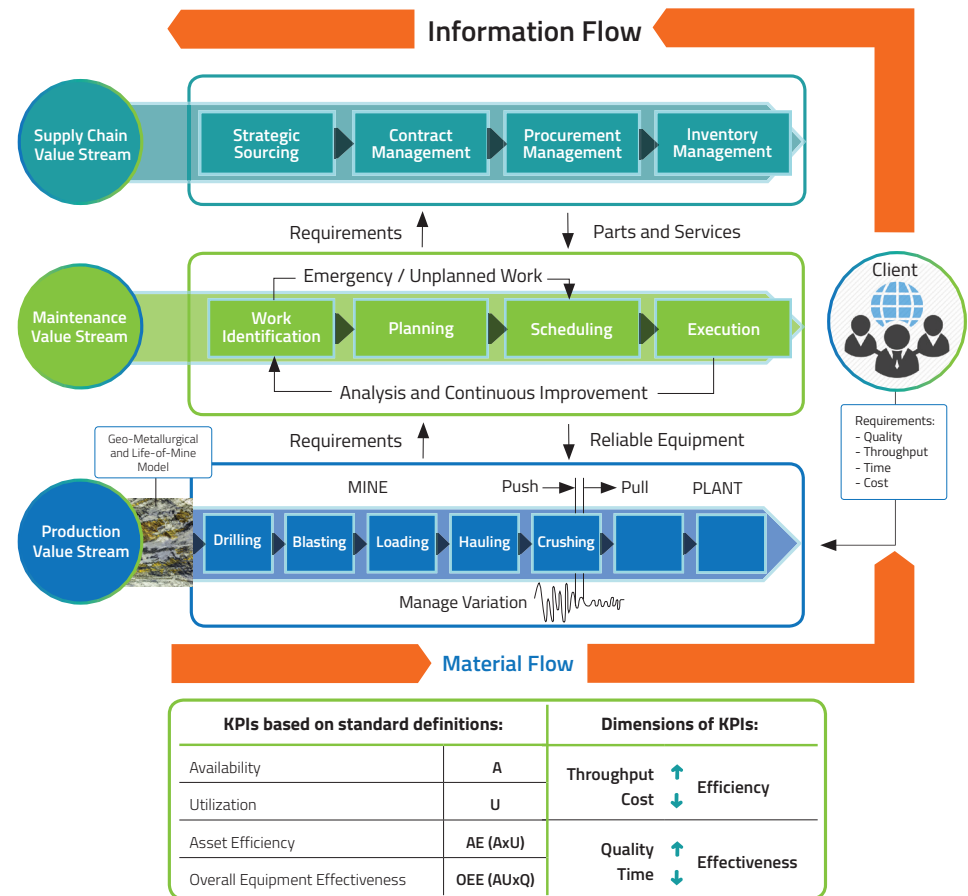 Information Flow
Supply Chain
Value Stream
Strategic
Sourcing
Contract
Management
Procurement
Management
Inventory
Management
Requirements
Parts and Services
Client
Maintenance
Value Stream
Emergency / Unplanned Work
Work
Identification
Planning
Scheduling
Execution
Analysis and Continuous Improvement
Requirements:
- Quality
- Throughput
- Time
- Cost
Requirements
Reliable Equipment
Geo-Metallurgical
and Life-of-Mine
Model
Production
Value Stream
MINE
Push
Pull
PLANT
Drilling
Blasting
Loading
Hauling
Crushing
Manage Variation
Material Flow
KPIs based on standard definitions:
Availability
A
Utilization
U
Asset Efficiency
AE (AxU)
Overall Equipment Effectiveness
OEE (AUxQ)
Dimensions of KPIs:
Throughput
Cost
Efficiency
Quality
Time
Effectiveness